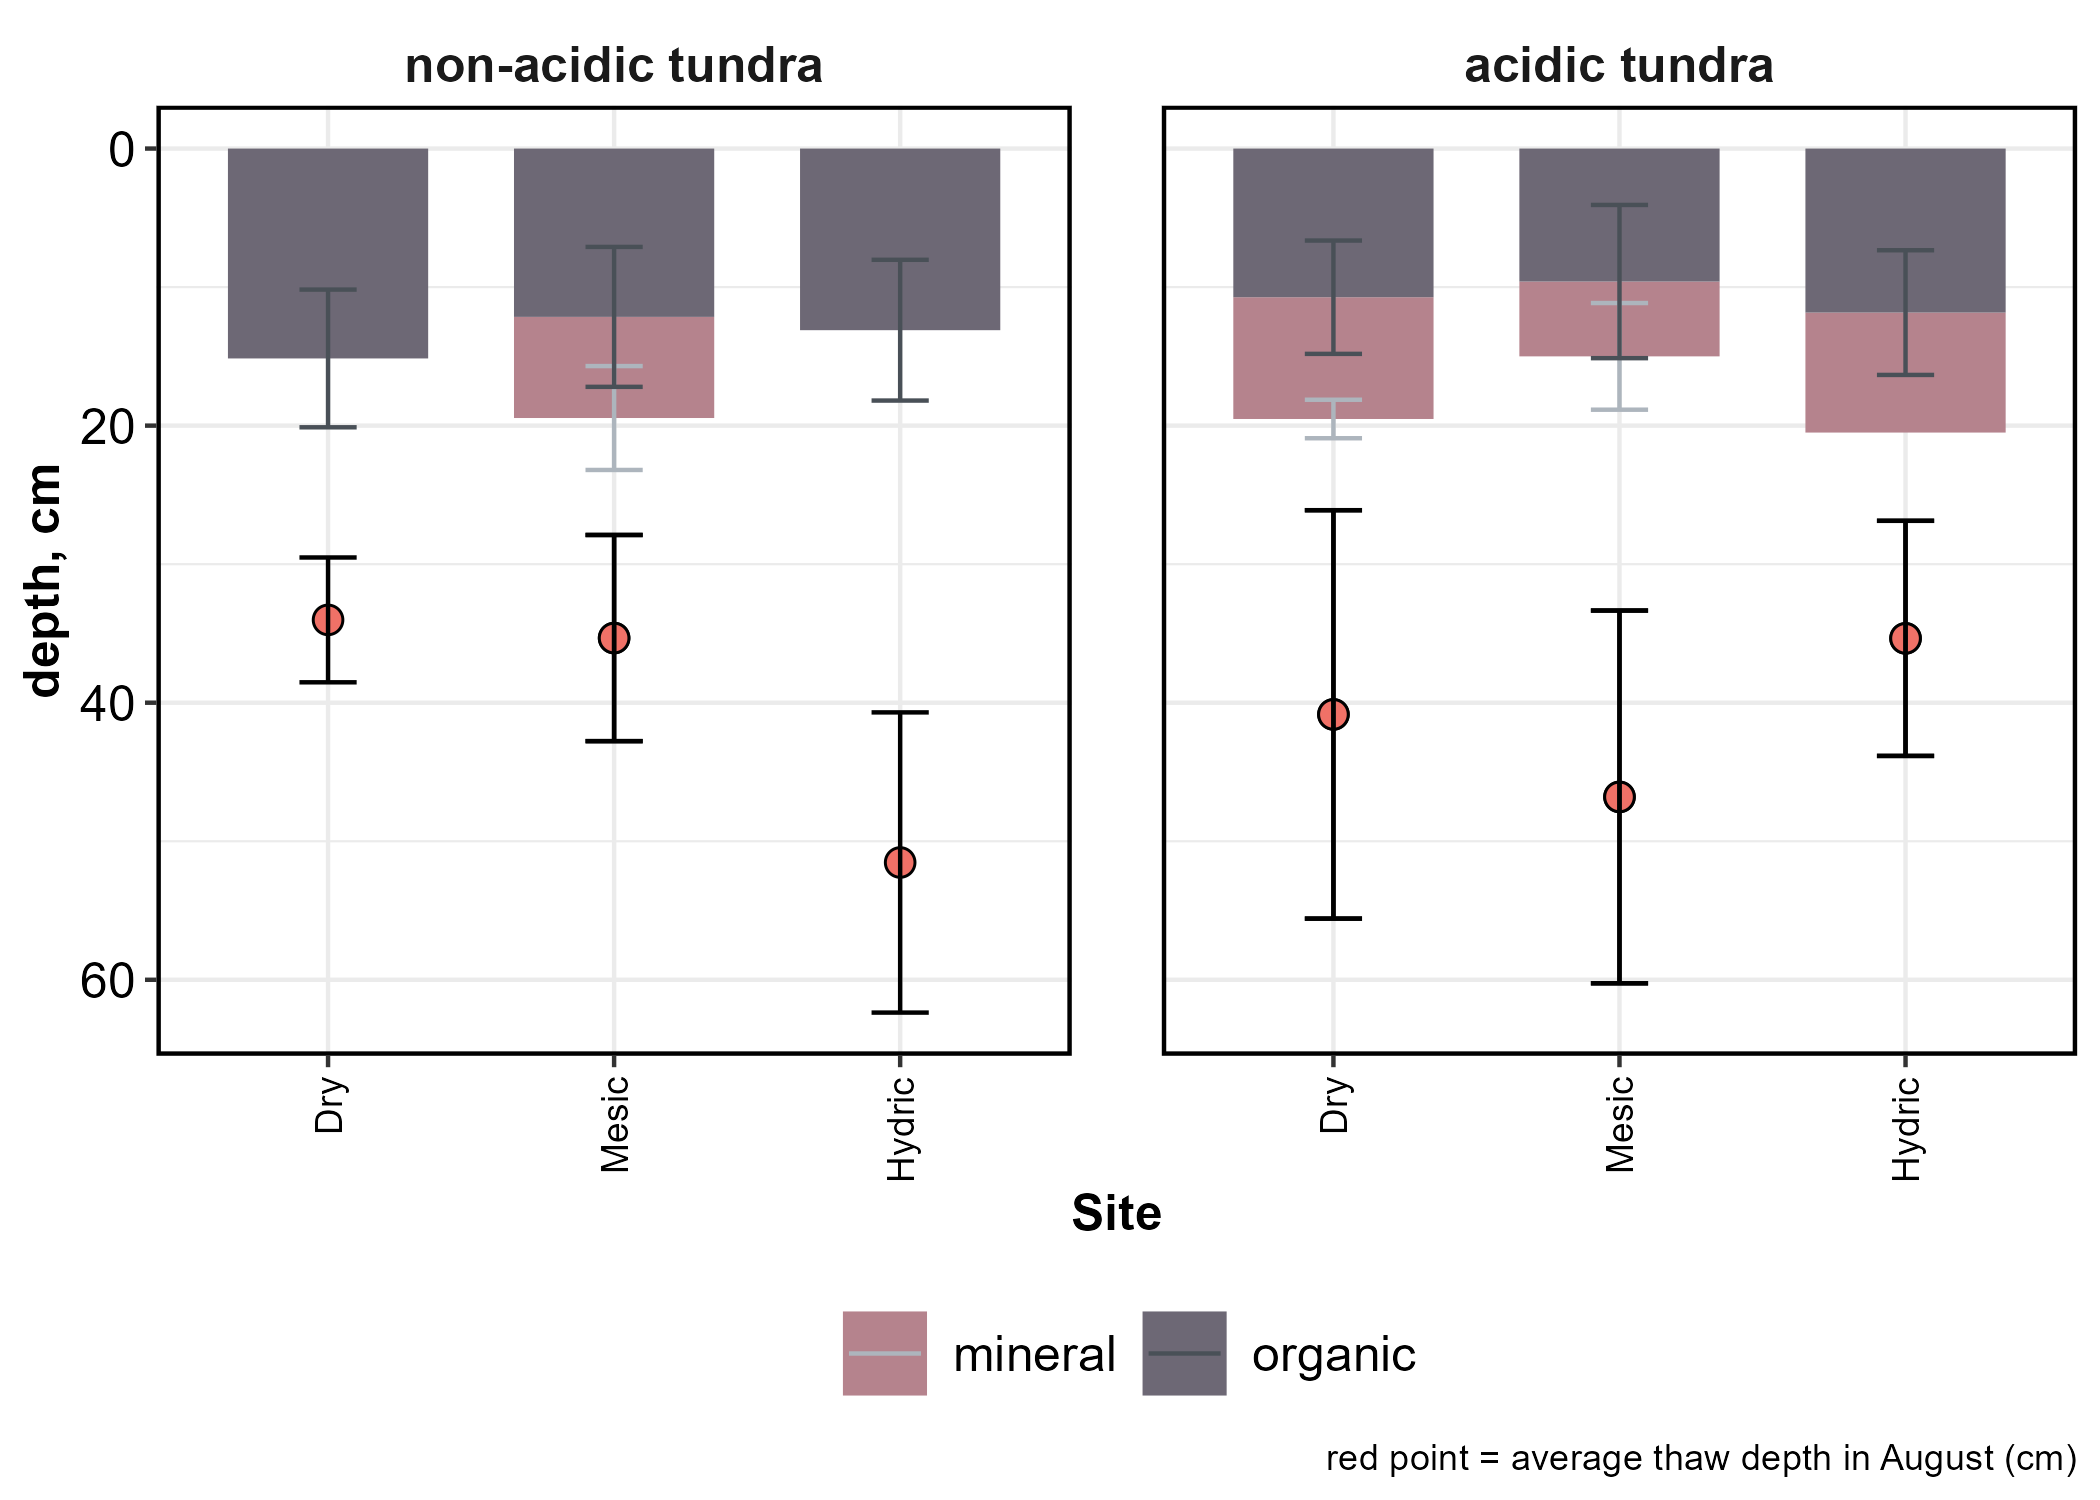 non-acidic tundra
acidic tundra
0
20
40
60
depth, cm
Dry
Mesic
Hydric
Dry
Mesic
Hydric
Site
mineral
organic
red point = average thaw depth in August (cm)